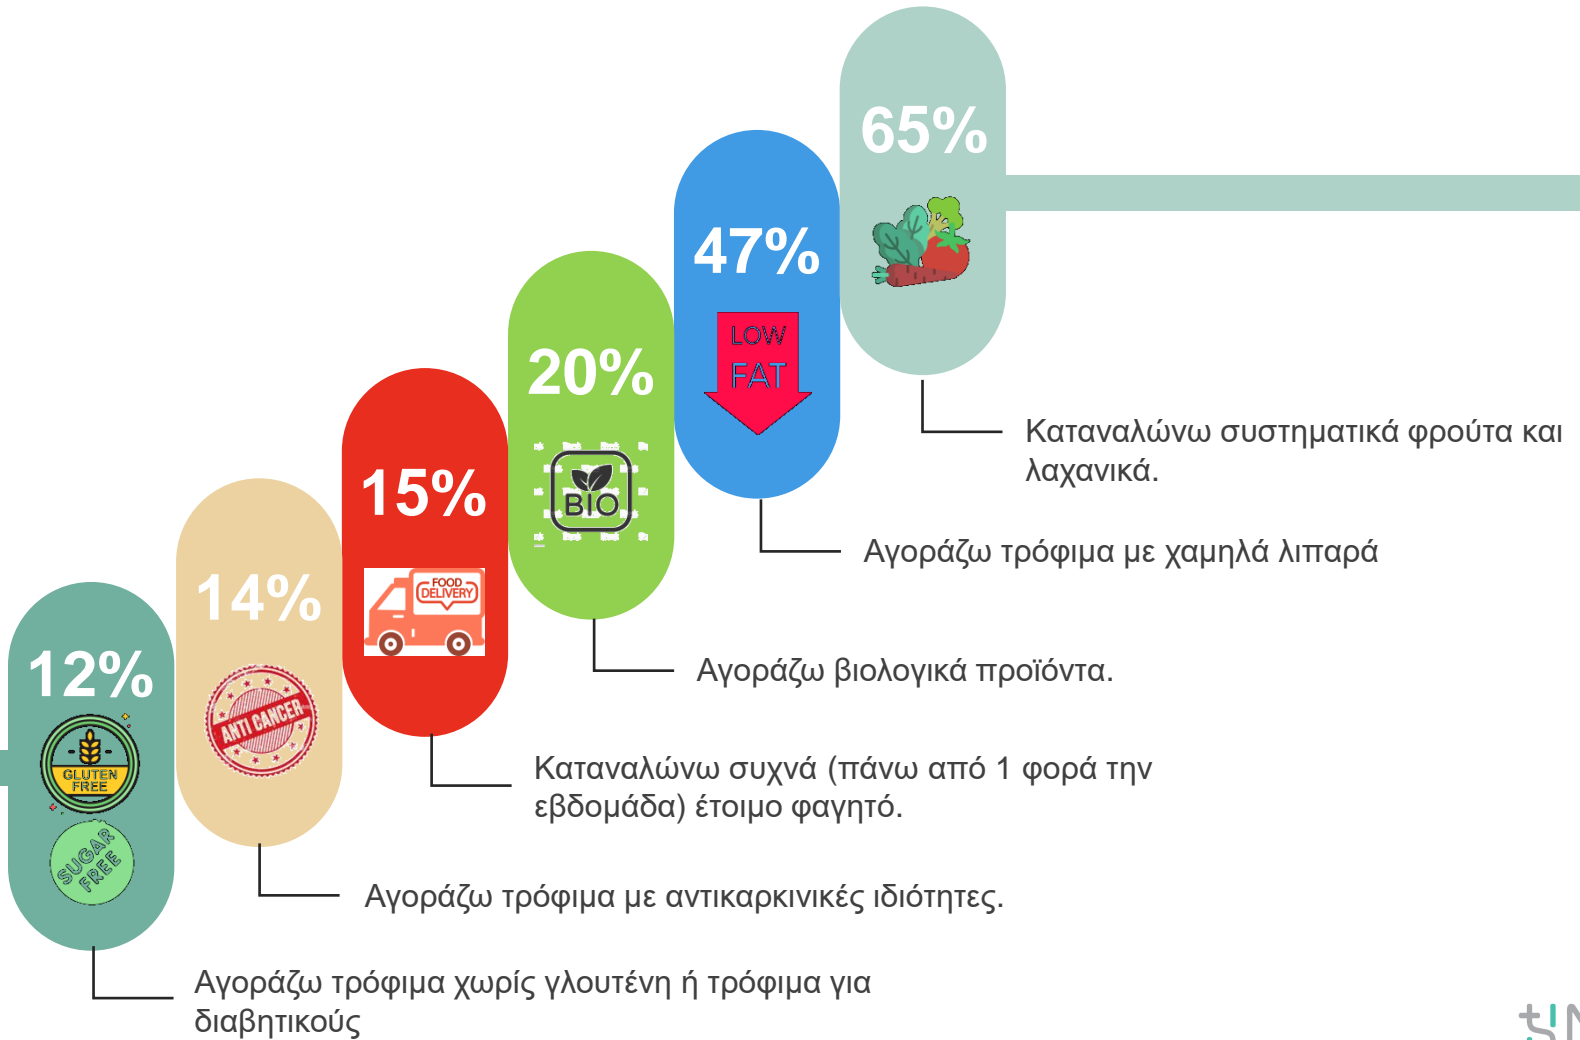 65%
47%
LOW
FAT
Καταναλώνω συστηματικά φρούτα και
λαχανικά.
20%
BIO
Αγοράζω τρόφιμα με χαμηλά λιπαρά
15%
FOOD
DELIVERY
Αγοράζω βιολογικά προϊόντα.
14%
ANTI CANCER
Καταναλώνω συχνά (πάνω από 1 φορά την
εβδομάδα) έτοιμο φαγητό.
12%
GLUTEN
FREE
SUGAR
FREE
Αγοράζω τρόφιμα με αντικαρκινικές ιδιότητες.
Αγοράζω τρόφιμα χωρίς γλουτένη ή τρόφιμα για
διαβητικούς